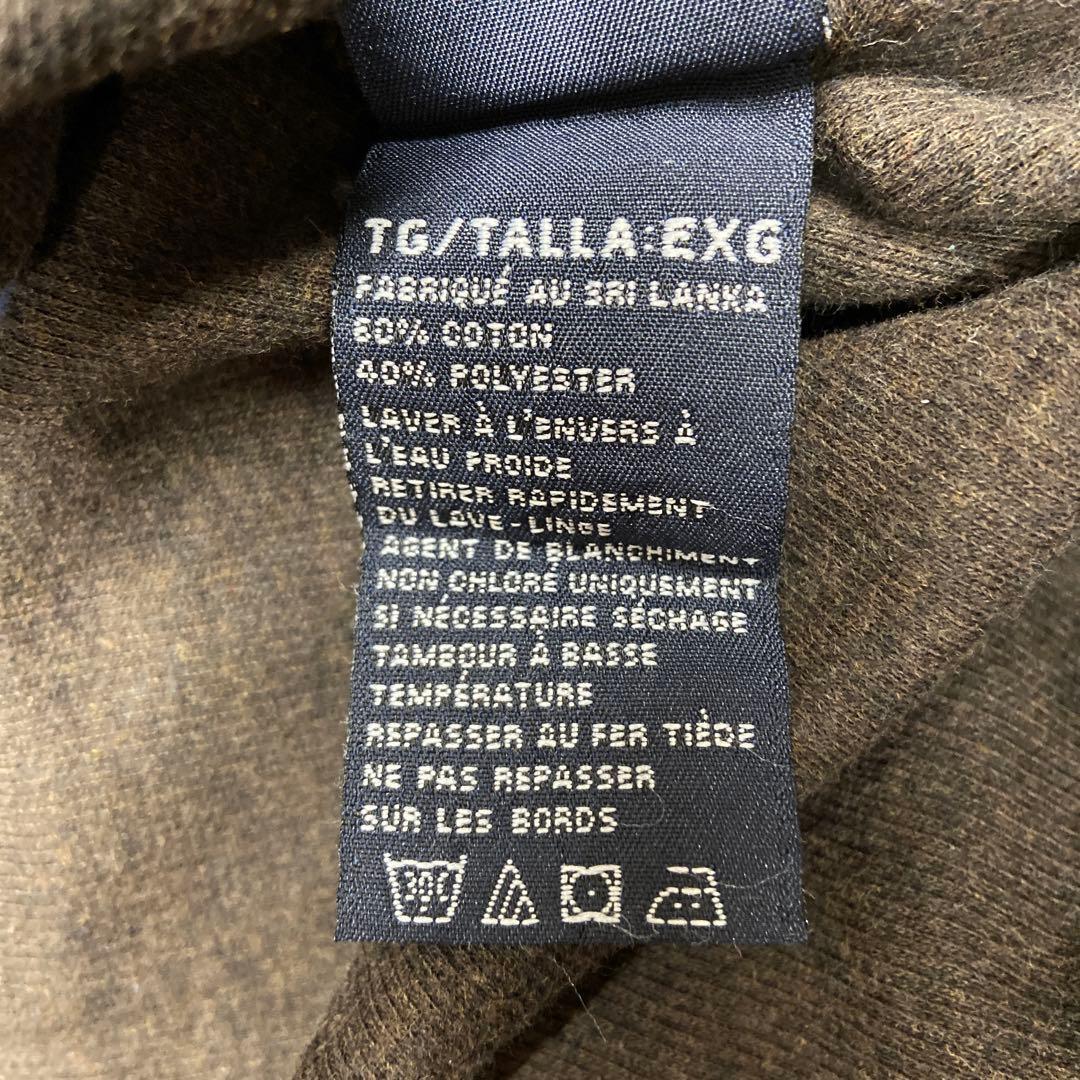 TG/TALLA:EXG
FABRIQUÉ AU SRI LANKA
60% COTON
40% POLYESTER
LAVER À L'ENVERS À
L'EAU FROIDE
RETIRER RAPIDEMENT
DU LAVE-LINGE
AGENT DE BLANCHIMENT
NON CHLORÉ UNIQUEMENT
SI NÉCESSAIRE SÉCHAGE
TAMBOUR À BASSE
TEMPÉRATURE
REPASSER AU FER TIÉDE
NE PAS REPASSER
SUR LES BORDS
30C